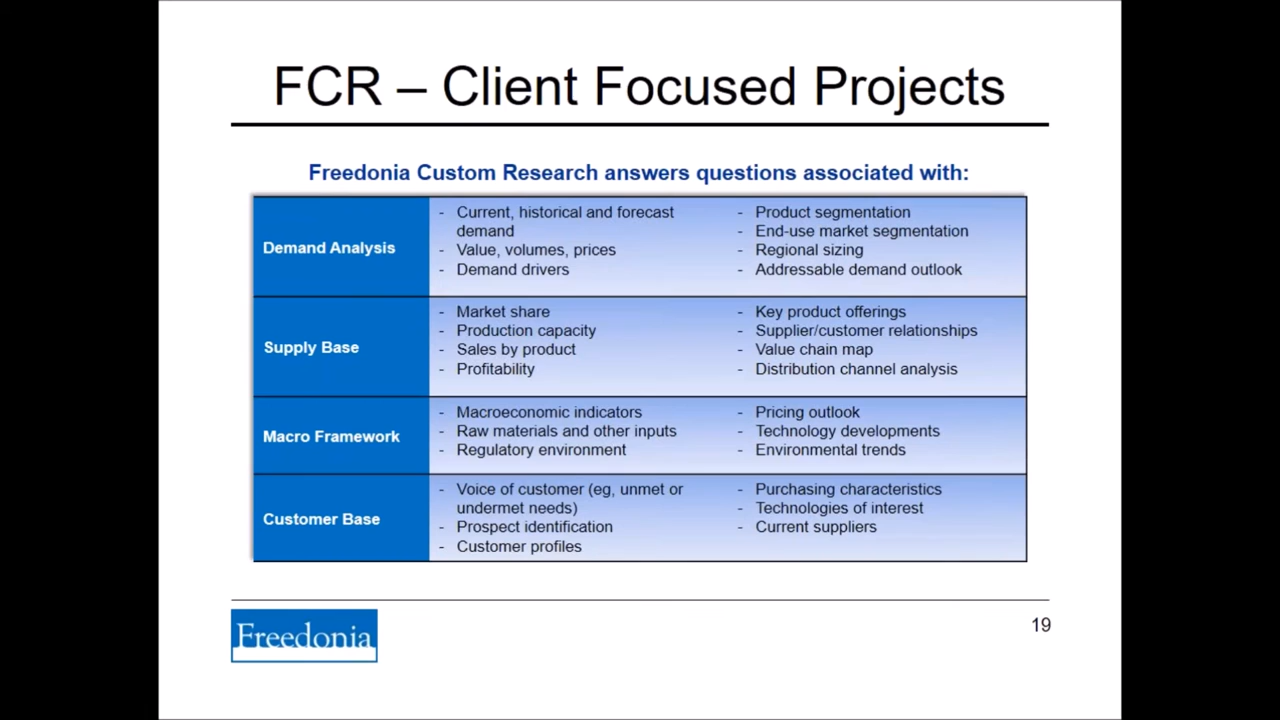 FCR – Client Focused Projects
Freedonia Custom Research answers questions associated with:
Demand Analysis
- Current, historical and forecast
demand
- Value, volumes, prices
- Demand drivers
- Product segmentation
- End-use market segmentation
- Regional sizing
- Addressable demand outlook
Supply Base
- Market share
- Production capacity
- Sales by product
- Profitability
- Key product offerings
- Supplier/customer relationships
- Value chain map
- Distribution channel analysis
Macro Framework
- Macroeconomic indicators
- Raw materials and other inputs
- Regulatory environment
- Pricing outlook
- Technology developments
- Environmental trends
Customer Base
- Voice of customer (eg, unmet or
undermet needs)
- Prospect identification
- Customer profiles
- Purchasing characteristics
- Technologies of interest
- Current suppliers
Freedonia
19